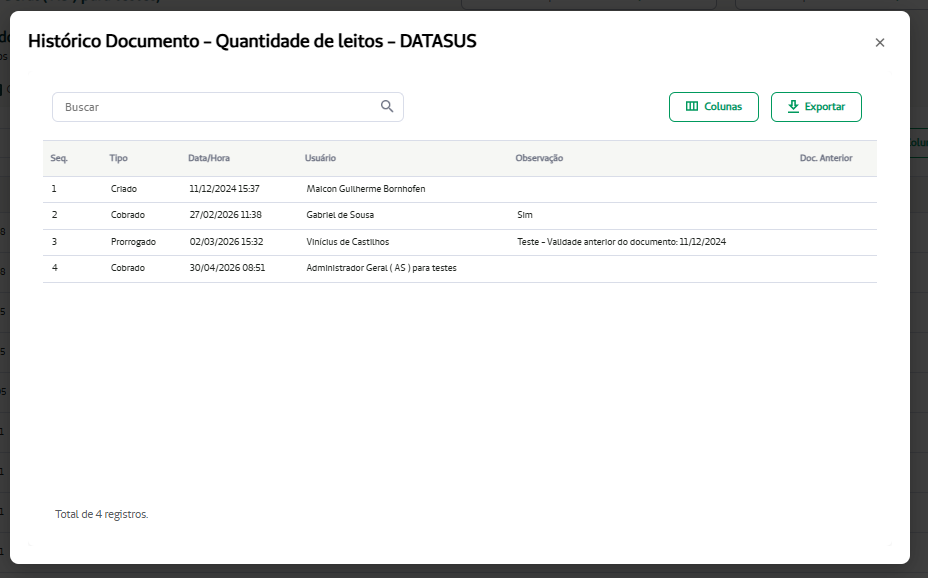 Histórico Documento - Quantidade de leitos - DATASUS
Buscar
Colunas
Exportar
Seq. Tipo Data/Hora Usuário Observação Doc. Anterior
1 Criado 11/12/2024 15:37 Maicon Guilherme Bornhofen
2 Cobrado 27/02/2026 11:38 Gabriel de Sousa Sim
3 Prorrogado 02/03/2026 15:32 Vinícius de Castilhos Teste - Validade anterior do documento: 11/12/2024
4 Cobrado 30/04/2026 08:51 Administrador Geral ( AS ) para testes
Total de 4 registros.